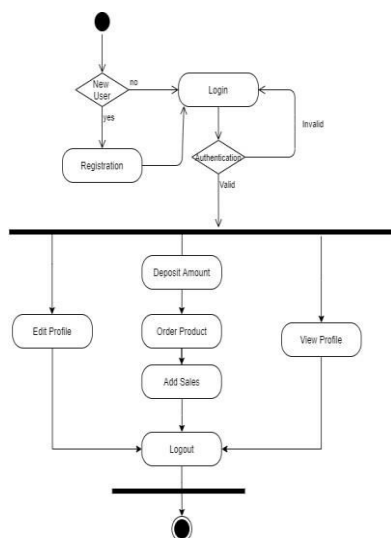 New
User
no
yes
Login
Registration
Invalid
Authentication
Valid
Deposit Amount
Edit Profile
Order Product
View Profile
Add Sales
Logout